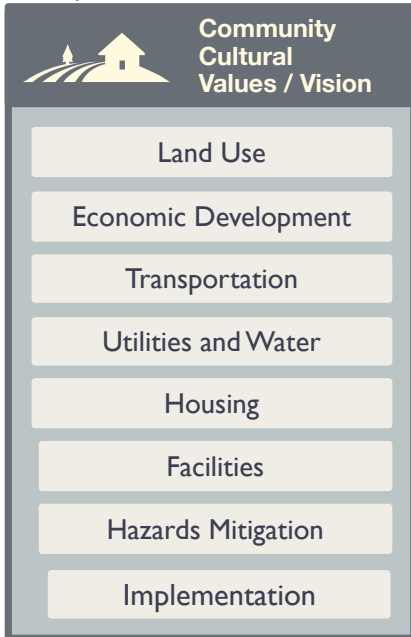 Community
Cultural
Values / Vision
Land Use
Economic Development
Transportation
Utilities and Water
Housing
Facilities
Hazards Mitigation
Implementation